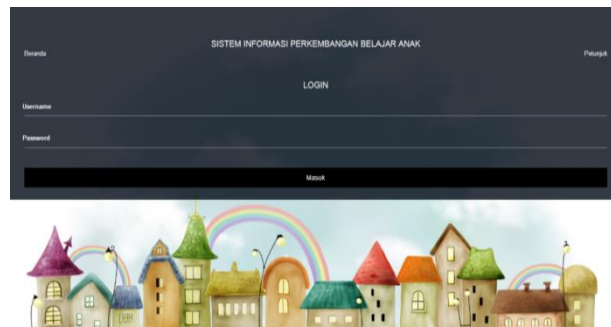 SISTEM INFORMASI PERKEMBANGAN BELAJAR ANAK
Beranda
Petunjuk
LOGIN
Username
Password
Masuk